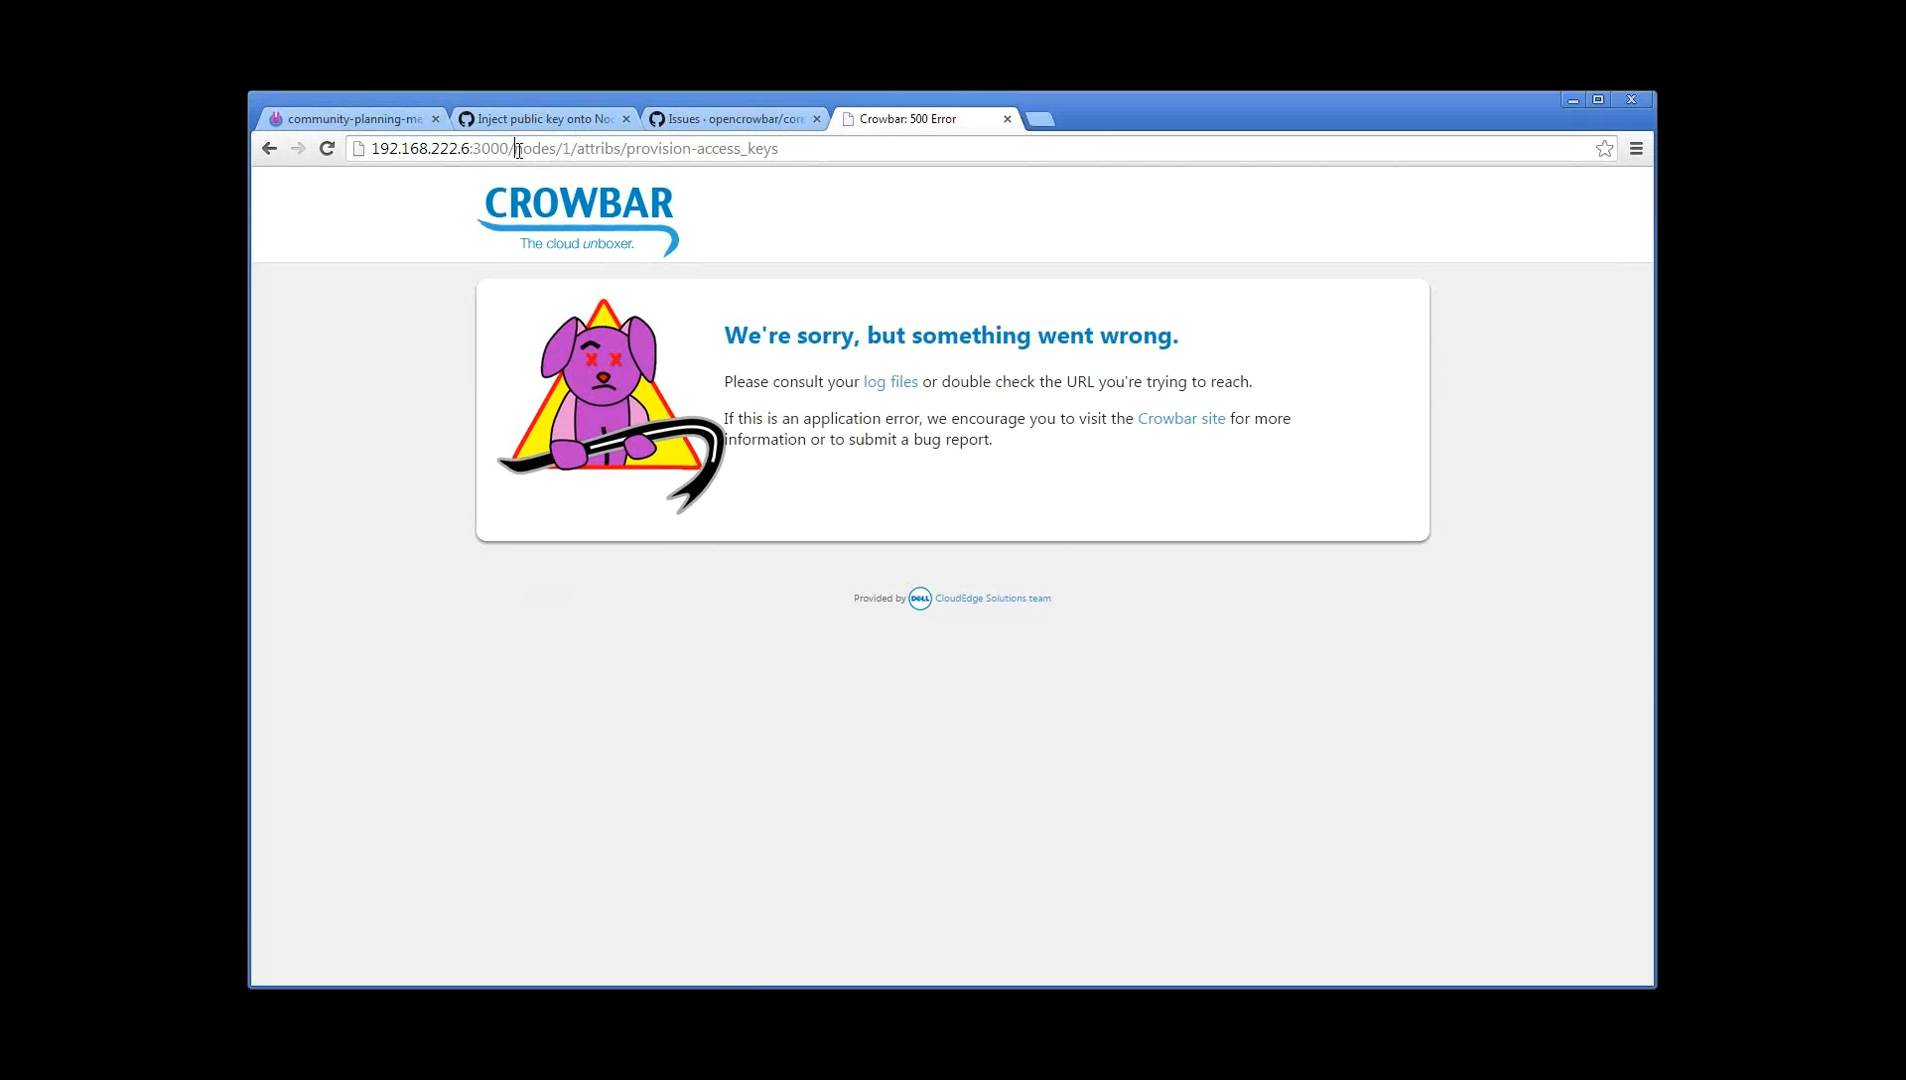 community-planning-me
Inject public key onto Noc
Issues · opencrowbar/core
Crowbar: 500 Error
192.168.222.6:3000/nodes/1/attribs/provision-access_keys
CROWBAR
The cloud unboxer.
We're sorry, but something went wrong.
Please consult your log files or double check the URL you're trying to reach.
If this is an application error, we encourage you to visit the Crowbar site for more
information or to submit a bug report.
Provided by DELL CloudEdge Solutions team